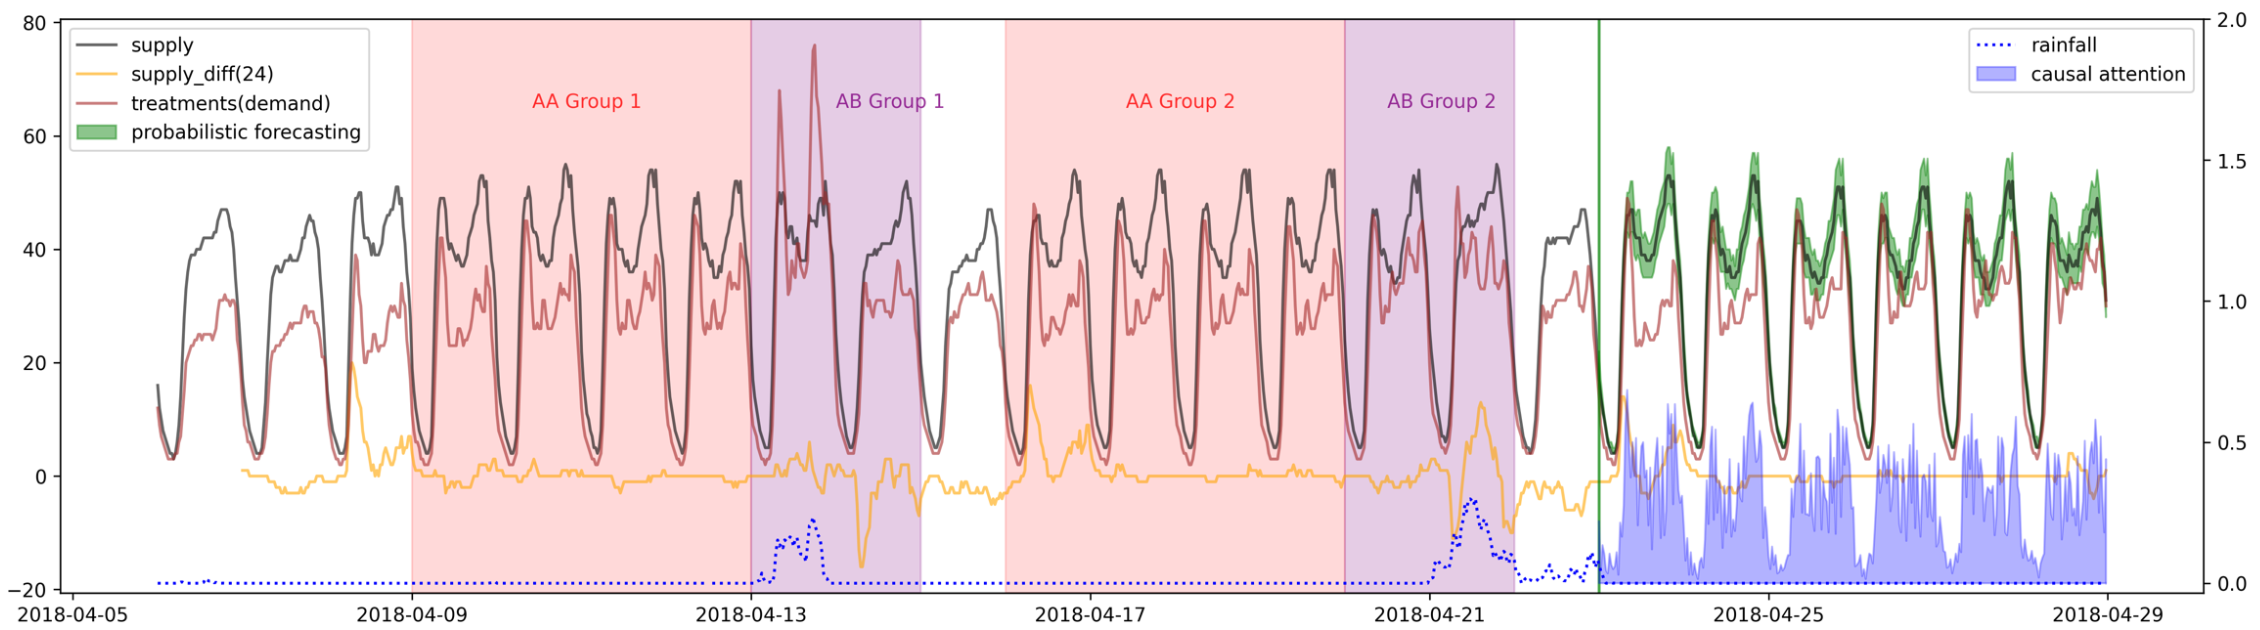 80
60
40
20
0
−20
supply
supply_diff(24)
treatments(demand)
probabilistic forecasting
AA Group 1
AB Group 1
AA Group 2
AB Group 2
rainfall
causal attention
2.0
1.5
1.0
0.5
0.0
2018-04-05
2018-04-09
2018-04-13
2018-04-17
2018-04-21
2018-04-25
2018-04-29